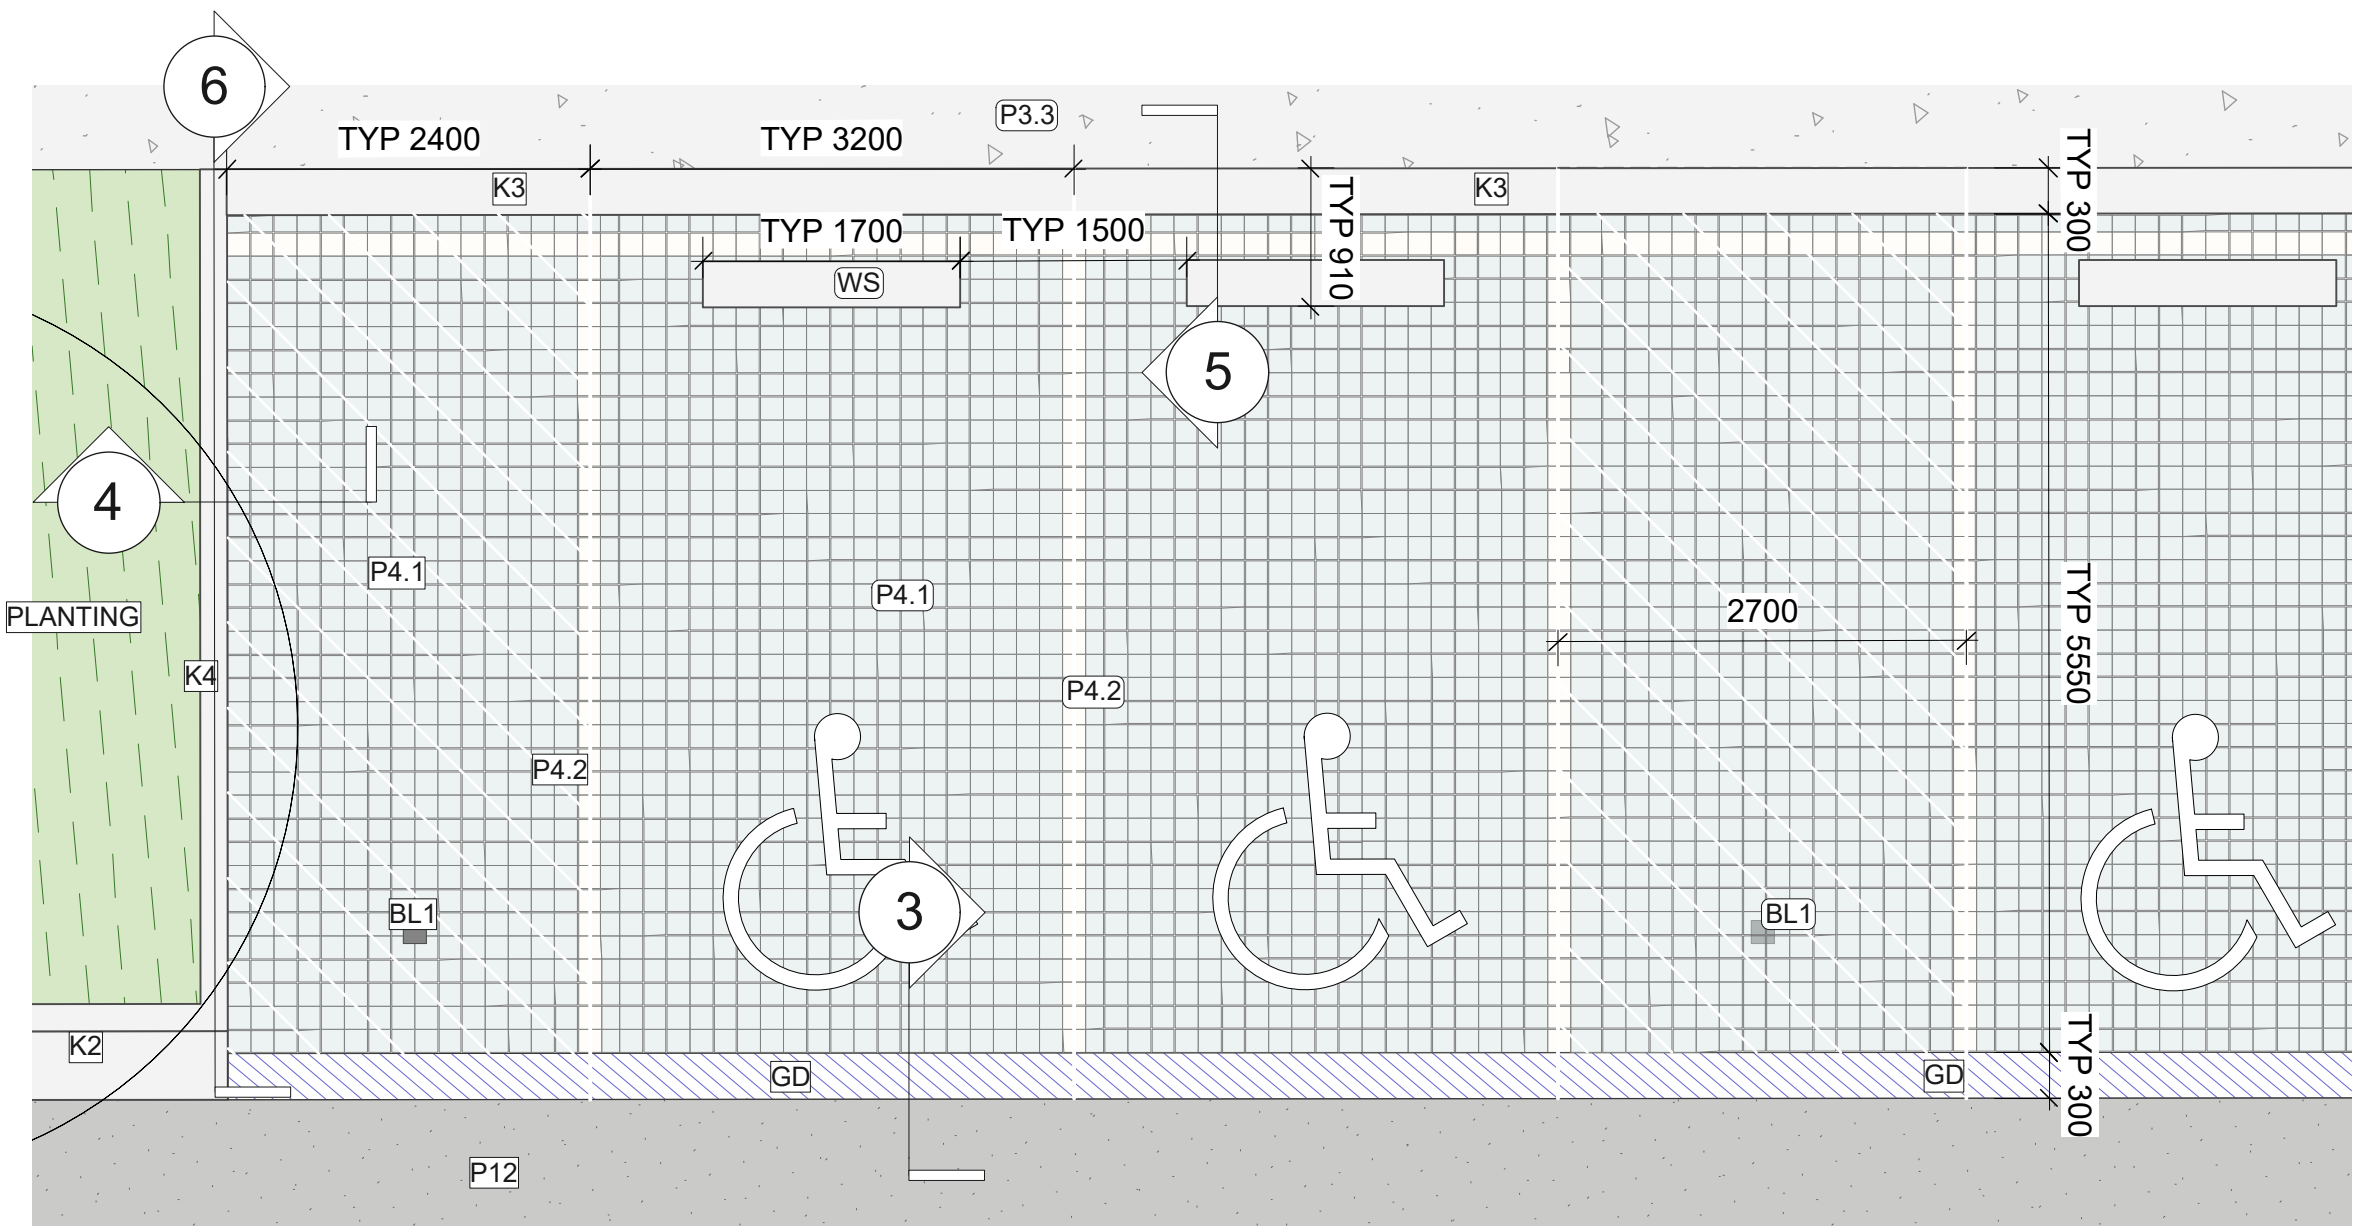 6
P3.3
TYP 2400
TYP 3200
K3
K3
TYP 300
TYP 1700
TYP 1500
TYP 910
WS
5
4
P4.1
P4.1
PLANTING
2700
TYP 5550
K4
P4.2
P4.2
BL1
3
BL1
K2
GD
GD
TYP 300
P12